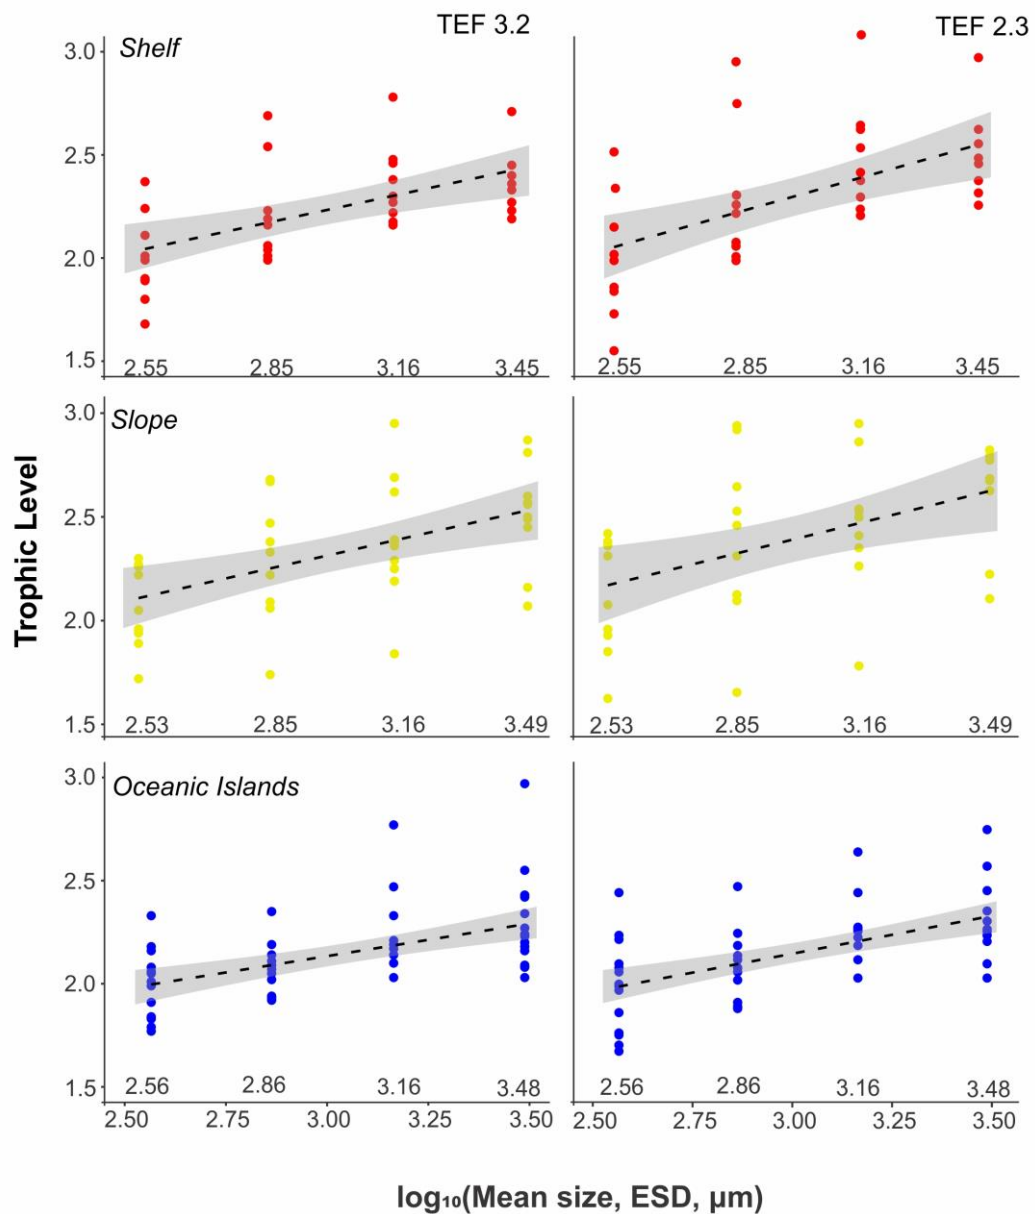 TEF 3.2
TEF 2.3
Shelf
3.0
2.5
2.0
1.5
2.55 2.85 3.16 3.45
2.55 2.85 3.16 3.45
Slope
3.0
2.5
2.0
1.5
2.53 2.85 3.16 3.49
2.53 2.85 3.16 3.49
Trophic Level
Oceanic Islands
3.0
2.5
2.0
1.5
2.56 2.86 3.16 3.48
2.56 2.86 3.16 3.48
2.50 2.75 3.00 3.25 3.50
2.50 2.75 3.00 3.25 3.50
log₁₀(Mean size, ESD, µm)